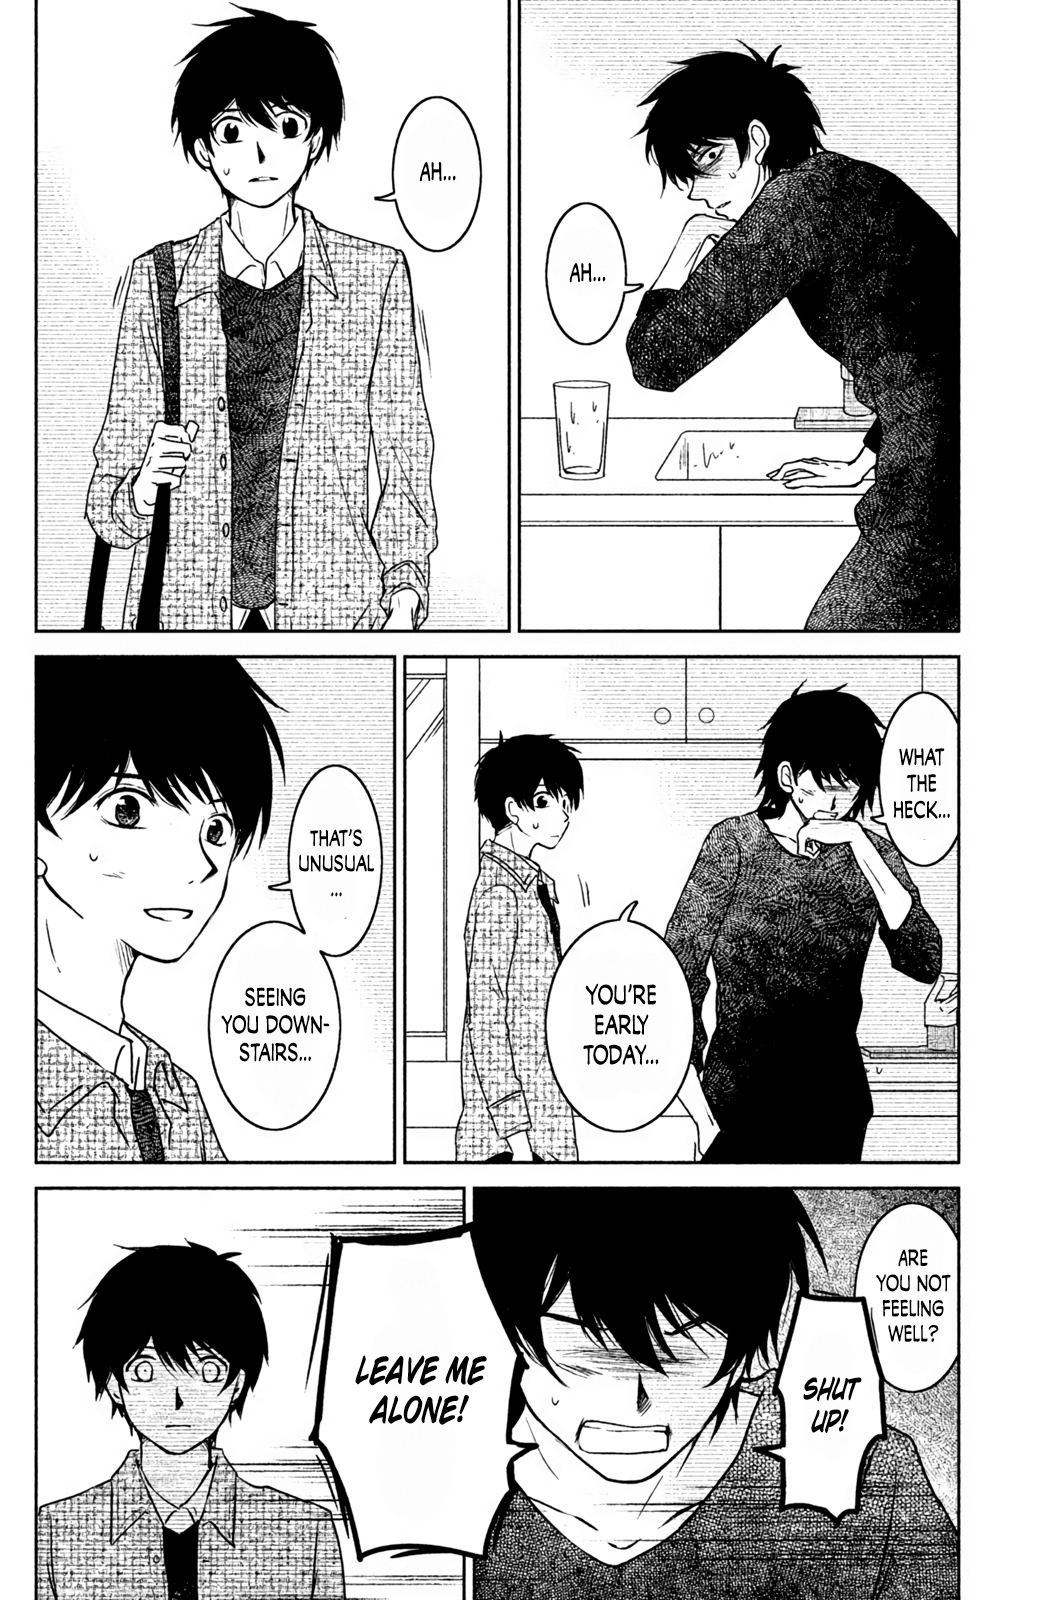 AH...
AH...
WHAT
THE
HECK...
YOU'RE
EARLY
TODAY...
THAT'S
UNUSUAL
...
SEEING
YOU DOWN-
STAIRS...
ARE
YOU NOT
FEELING
WELL?
SHUT
UP!
LEAVE ME
ALONE!